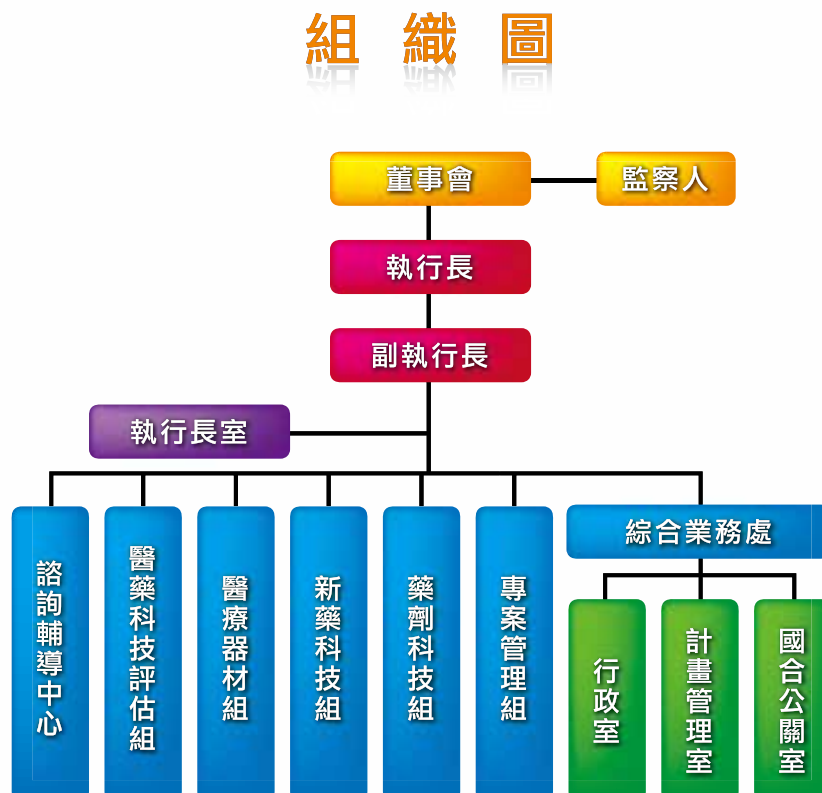 組織圖
董事會
監察人
執行長
副執行長
執行長室
諮詢輔導中心
醫藥科技評估組
醫療器材組
新藥科技組
藥劑科技組
專案管理組
綜合業務處
行政室
計畫管理室
國合公關室